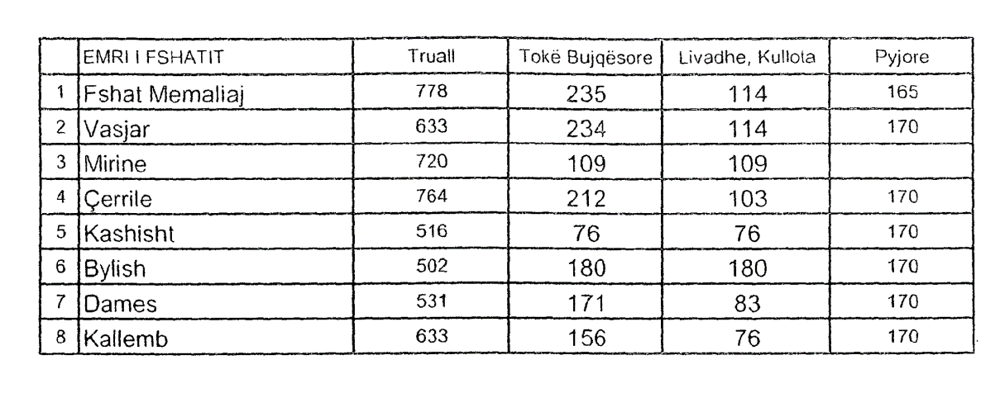 EMRI I FSHATIT Truall Tokë Bujqësore Livadhe, Kullota Pyjore
1 Fshat Memaliaj 778 235 114 165
2 Vasjar 633 234 114 170
3 Mirine 720 109 109
4 Çerrile 764 212 103 170
5 Kashisht 516 76 76 170
6 Bylish 502 180 180 170
7 Dames 531 171 83 170
8 Kallemb 633 156 76 170